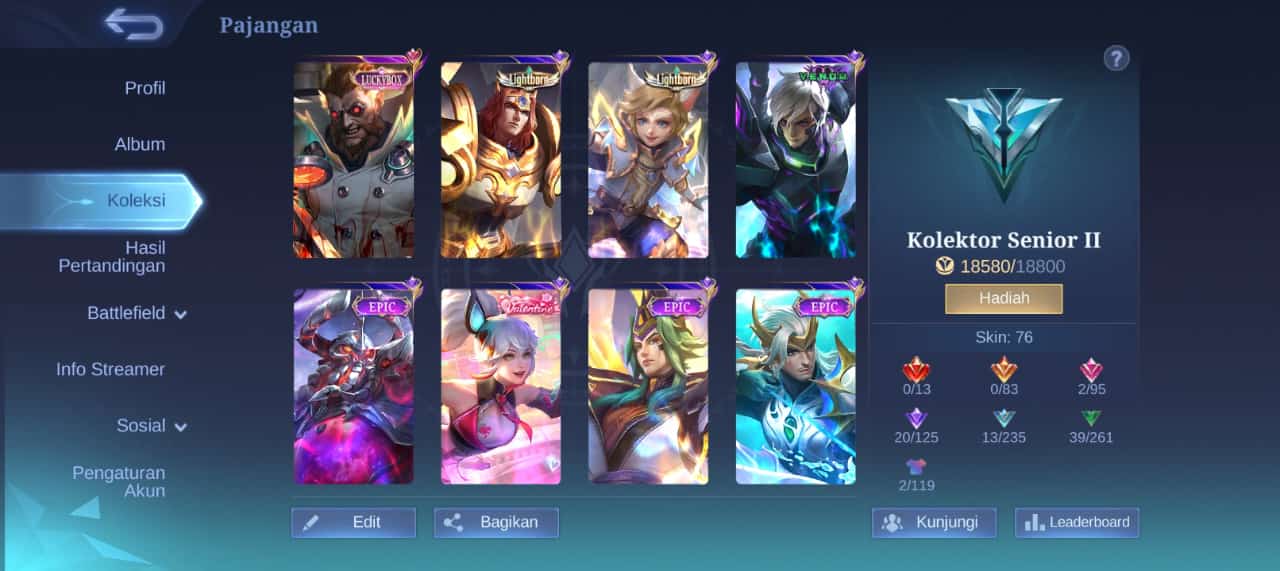 Pajangan
Profil
Album
Koleksi
Hasil
Pertandingan
Battlefield
Info Streamer
Sosial
Pengaturan
Akun
LUCKYBOX
Lightborn
Lightborn
V.E.N.O.M
EPIC
Valentine
EPIC
EPIC
Edit
Bagikan
?
Kolektor Senior II
18580/18800
Hadiah
Skin: 76
0/13
0/83
2/95
20/125
13/235
39/261
2/119
Kunjungi
Leaderboard